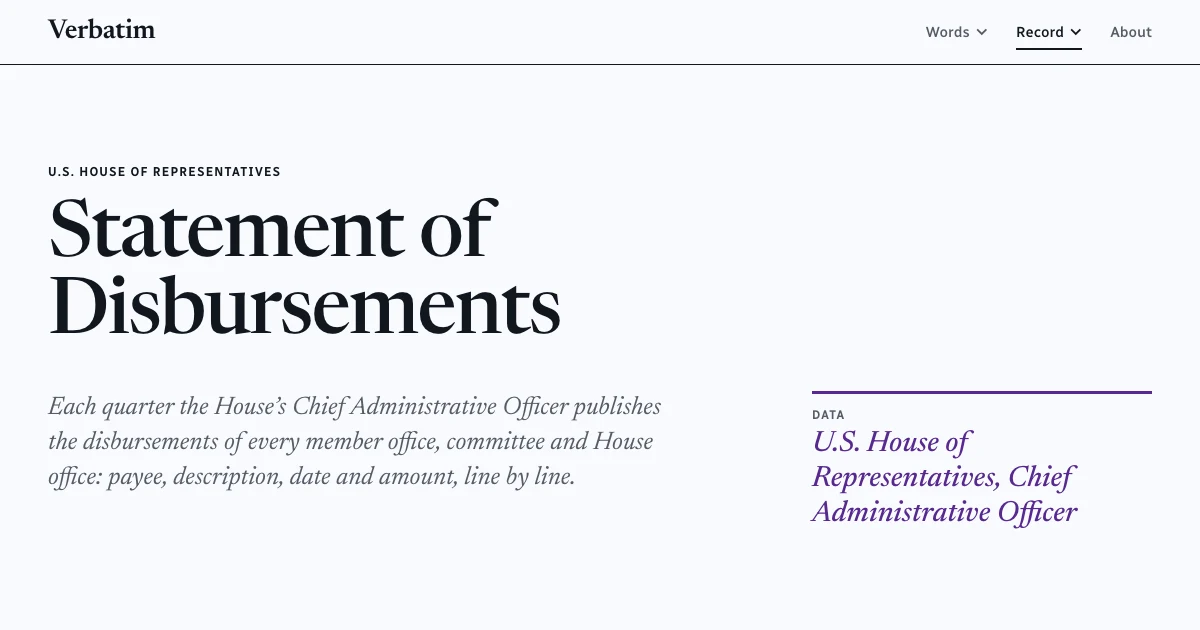 Verbatim
Words
Record
About
U.S. HOUSE OF REPRESENTATIVES
Statement of
Disbursements
Each quarter the House’s Chief Administrative Officer publishes
the disbursements of every member office, committee and House
office: payee, description, date and amount, line by line.
DATA
U.S. House of
Representatives, Chief
Administrative Officer